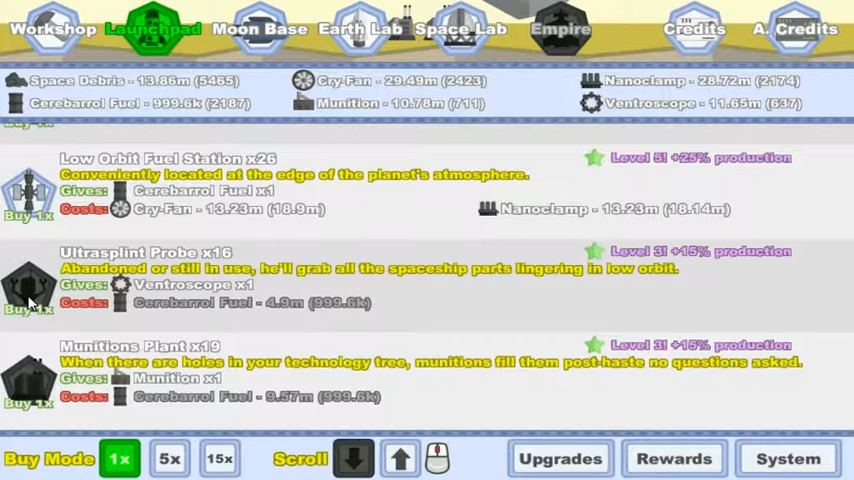 Workshop Launchpad Moon Base Earth Lab Space Lab Empire Credits A. Credits
Space Debris - 13.86m (5465) Cry-Fan - 29.49m (2423) Nanoclamp - 28.72m (2174)
Cerebarrol Fuel - 999.6k (2187) Munition - 10.78m (711) Ventroscope - 11.65m (637)
Buy 1x
Low Orbit Fuel Station x26 Level 5! +25% production
Conveniently located at the edge of the planet's atmosphere.
Gives: Cerebarrol Fuel x1
Buy 1x Costs: Cry-Fan - 13.23m (18.9m) Nanoclamp - 13.23m (18.14m)
Ultrasplint Probe x16 Level 3! +15% production
Abandoned or still in use, he'll grab all the spaceship parts lingering in low orbit.
Gives: Ventroscope x1
Buy 1x Costs: Cerebarrol Fuel - 4.9m (999.6k)
Munitions Plant x19 Level 3! +15% production
When there are holes in your technology tree, munitions fill them post-haste no questions asked.
Gives: Munition x1
Buy 1x Costs: Cerebarrol Fuel - 9.57m (999.6k)
Buy Mode 1x 5x 15x Scroll Upgrades Rewards System